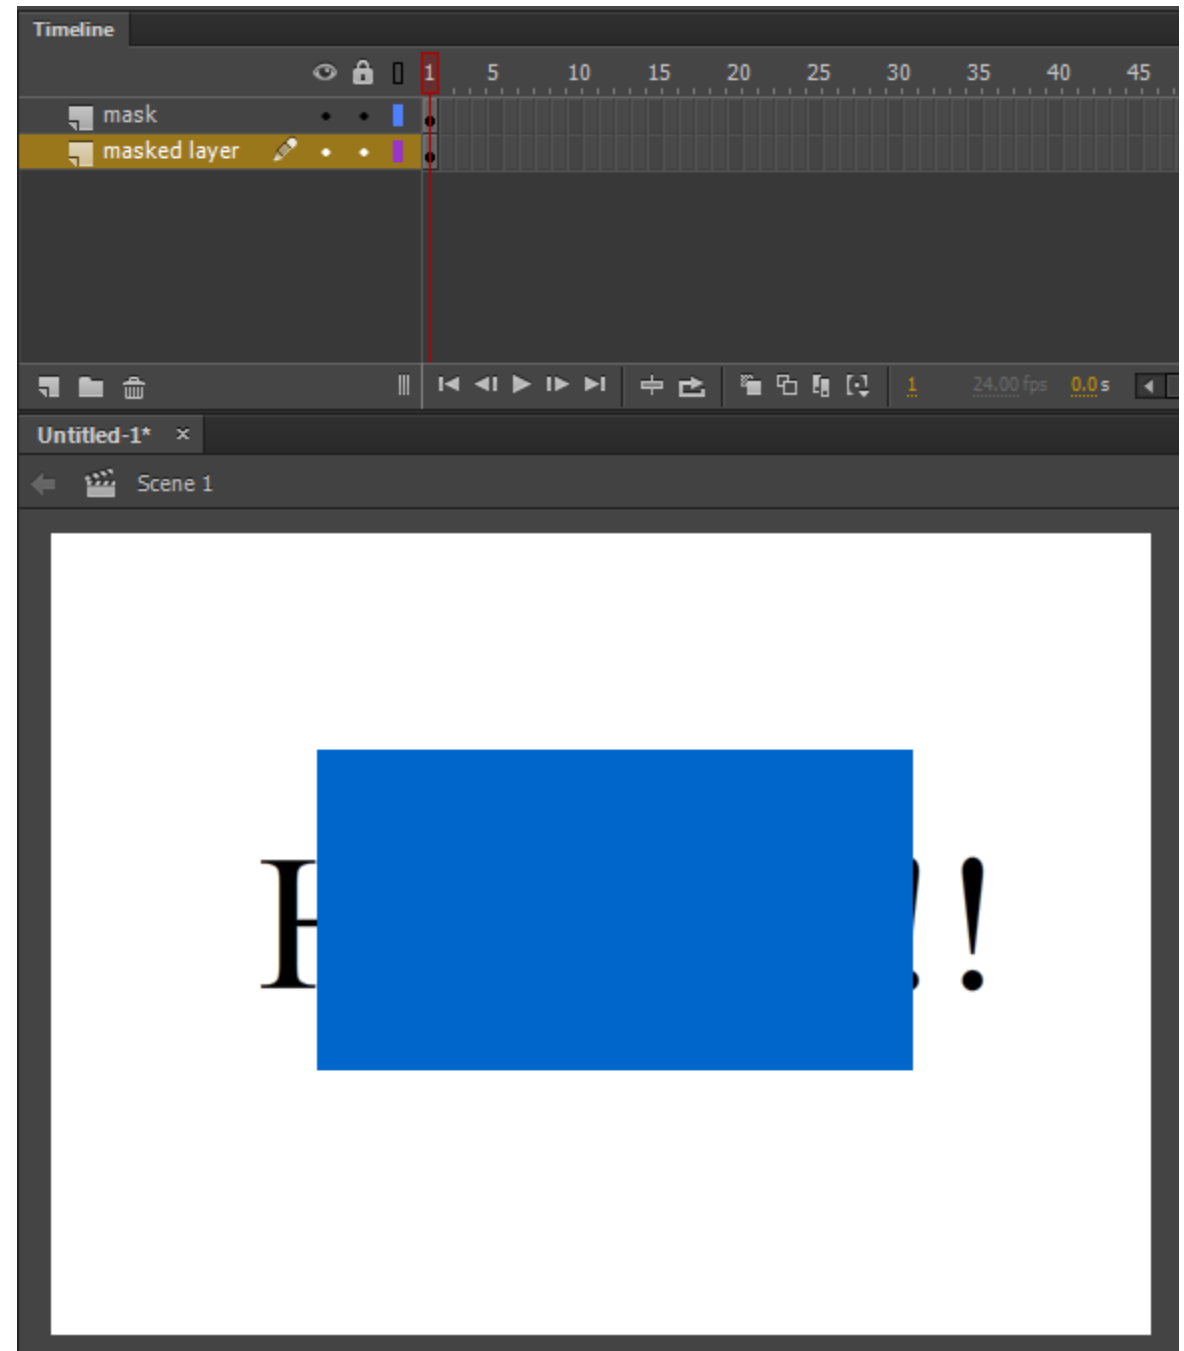 Timeline
1 5 10 15 20 25 30 35 40 45
mask
masked layer
1 24.00 fps 0.0 s
Untitled-1* ×
Scene 1
!!